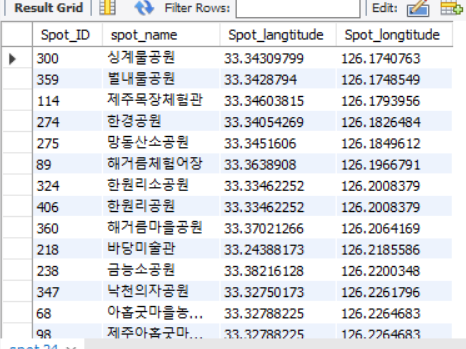 Result Grid Filter Rows: Edit:
Spot_ID spot_name Spot_langtitude Spot_longtitude
300 싱계물공원 33.34309799 126.1740763
359 벌내물공원 33.3428794 126.1748549
114 제주목장체험관 33.34603815 126.1793956
274 한경공원 33.34054269 126.1826484
275 망동산소공원 33.3451606 126.1849612
89 해거름체험어장 33.3638908 126.1966791
324 한원리소공원 33.33462252 126.2008379
406 한원리공원 33.33462252 126.2008379
360 해거름마을공원 33.37021266 126.2064169
218 바당미술관 33.24388173 126.2185586
238 금능소공원 33.38216128 126.2200348
347 낙천의자공원 33.32750173 126.2261796
68 아홉굿마을농... 33.32788225 126.2264683
98 제주아홉굿마... 33.32788225 126.2264683